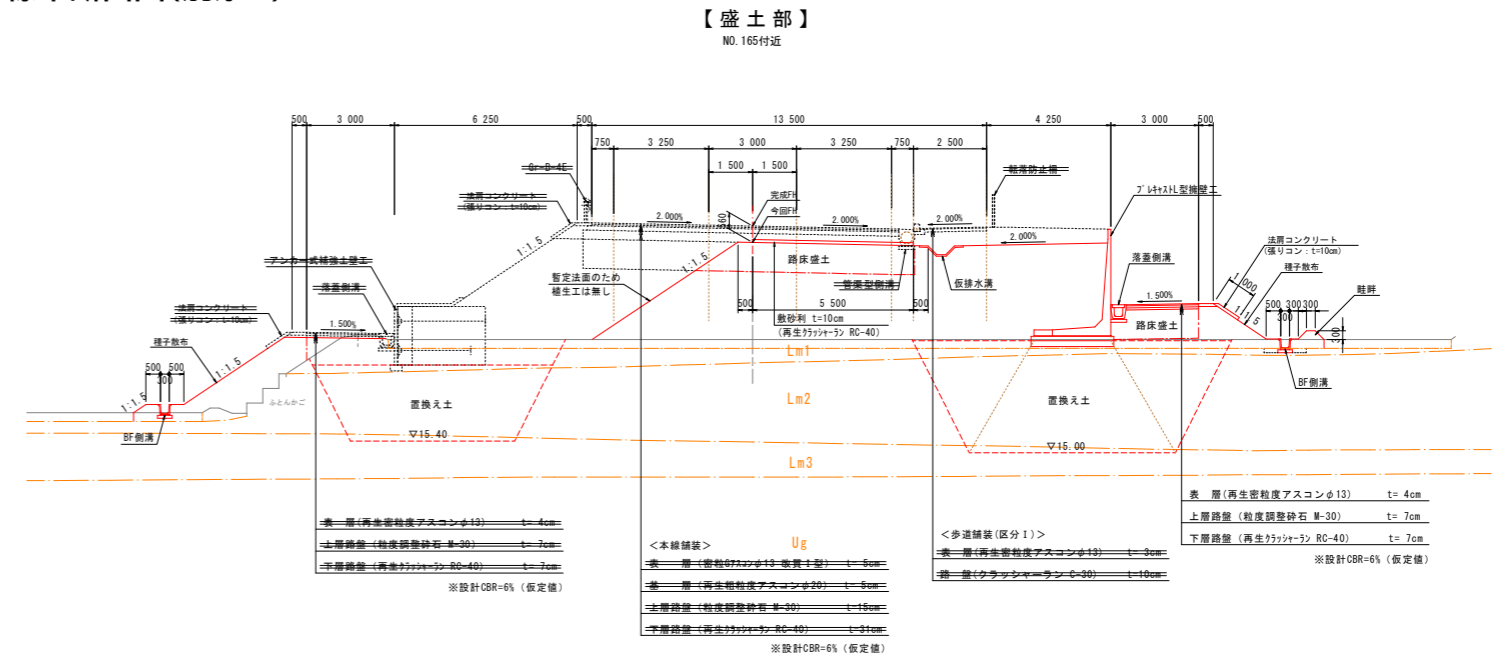 【盛土部】
NO.165付近
500
3 000
6 250
500
13 500
4 250
3 000
500
750
3 250
3 000
3 250
750
2 500
1 500
1 500
Gr-B-4E
転落防止柵
プレキャストL型擁壁工
法肩コンクリート
(張りコン：t=10cm)
完成FH
今回FH
560
2.000%
2.000%
2.000%
2.000%
1:1.5
1:1.5
アンカー式補強土壁工
落蓋側溝
暫定法面のため
植生工は無し
路床盛土
管渠型側溝
仮排水溝
500
5 500
500
敷砂利 t=10cm
(再生クラッシャーラン RC-40)
落蓋側溝
1.500%
路床盛土
法肩コンクリート
(張りコン：t=10cm)
種子散布
1 000
1:1.5
500
300
300
300
畦畔
300
BF側溝
法肩コンクリート
(張りコン：t=10cm)
1.500%
種子散布
1:1.5
500
500
300
1:1.5
BF側溝
ふとんかご
置換え土
▽15.40
Lm1
Lm2
Lm3
Ug
置換え土
▽15.00
表　層(再生密粒度アスコンφ13)　t= 4cm
上層路盤 (粒度調整砕石 M-30)　t= 7cm
下層路盤 (再生クラッシャーラン RC-40)　t= 7cm
※設計CBR=6% (仮定値)
＜本線舗装＞
表　層 (密粒Gアスコンφ13 改質Ⅰ型)　t= 5cm
基　層 (再生粗粒度アスコンφ20)　t= 5cm
上層路盤 (粒度調整砕石 M-30)　t=15cm
下層路盤 (再生クラッシャーラン RC-40)　t=31cm
※設計CBR=6% (仮定値)
＜歩道舗装(区分Ⅰ)＞
表　層(再生密粒度アスコンφ13)　t= 3cm
路　盤(クラッシャーラン C-30)　t=10cm
表　層(再生密粒度アスコンφ13)　t= 4cm
上層路盤 (粒度調整砕石 M-30)　t= 7cm
下層路盤 (再生クラッシャーラン RC-40)　t= 7cm
※設計CBR=6% (仮定値)